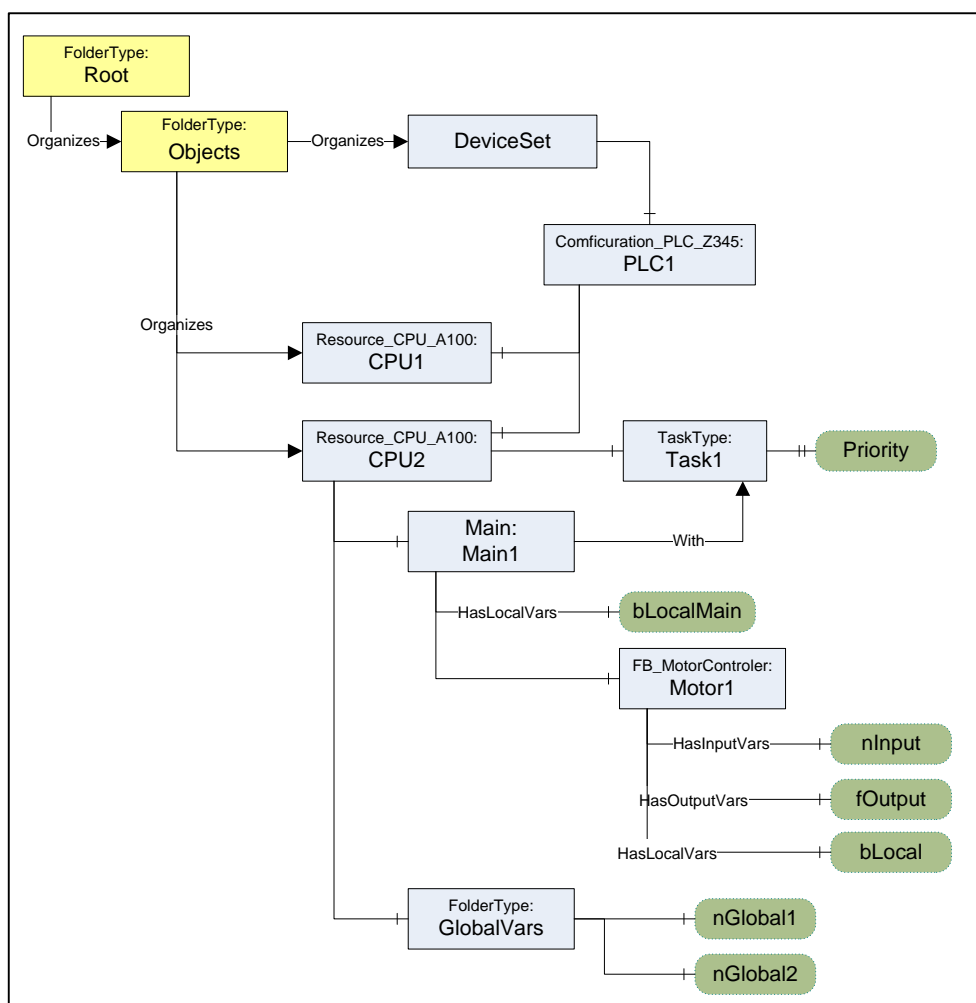 FolderType:
Root
Organizes
FolderType:
Objects
Organizes
DeviceSet
Comficuration_PLC_Z345:
PLC1
Organizes
Resource_CPU_A100:
CPU1
Resource_CPU_A100:
CPU2
TaskType:
Task1
Priority
Main:
Main1
With
HasLocalVars
bLocalMain
FB_MotorControler:
Motor1
HasInputVars
nInput
HasOutputVars
fOutput
HasLocalVars
bLocal
FolderType:
GlobalVars
nGlobal1
nGlobal2